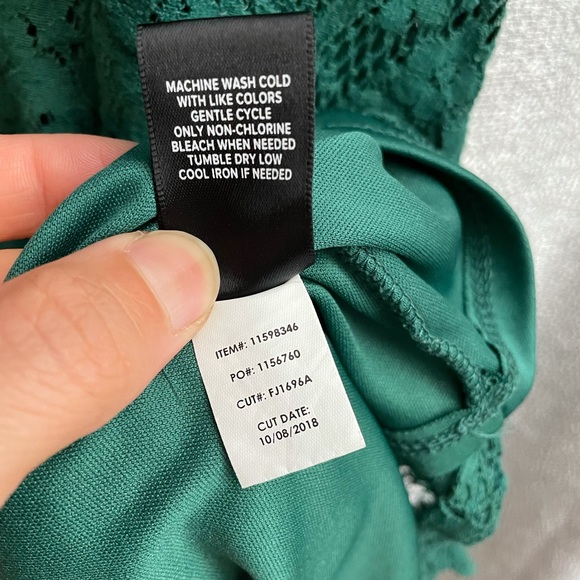 MACHINE WASH COLD
WITH LIKE COLORS
GENTLE CYCLE
ONLY NON-CHLORINE
BLEACH WHEN NEEDED
TUMBLE DRY LOW
COOL IRON IF NEEDED
ITEM#: 11598346
PO#: 1156760
CUT#: FJ1696A
CUT DATE:
10/08/2018